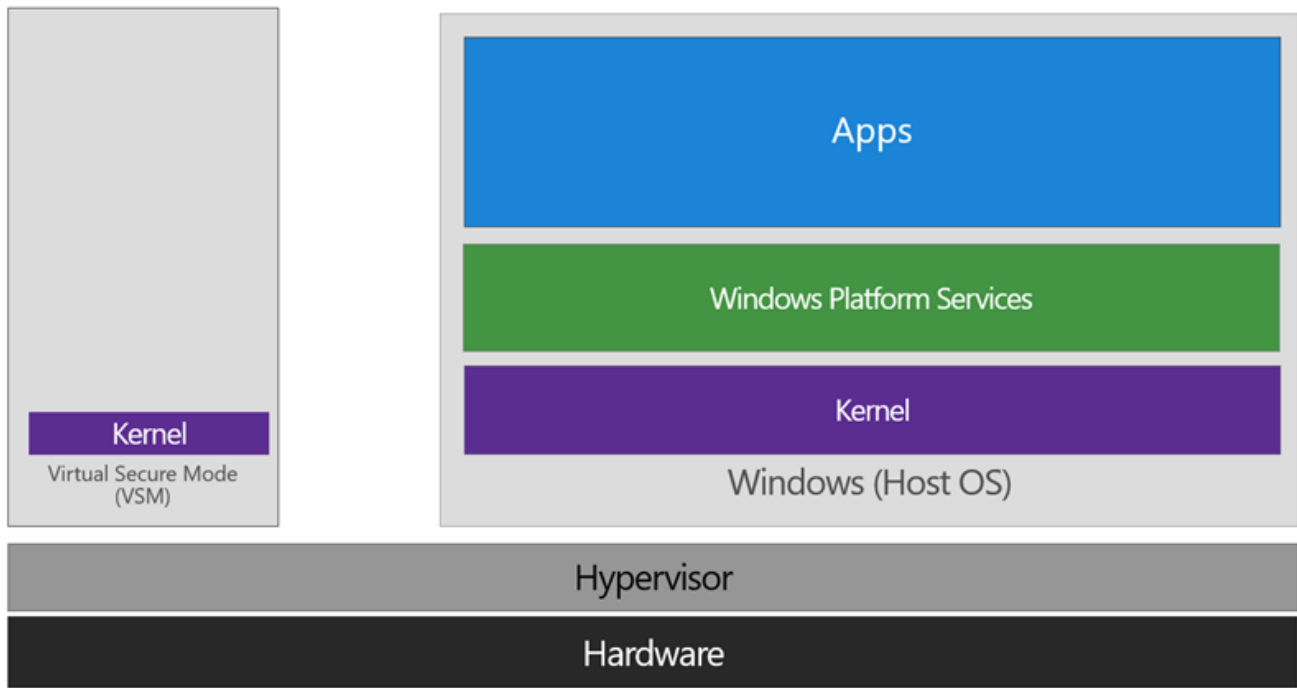 Kernel
Virtual Secure Mode
(VSM)
Apps
Windows Platform Services
Kernel
Windows (Host OS)
Hypervisor
Hardware